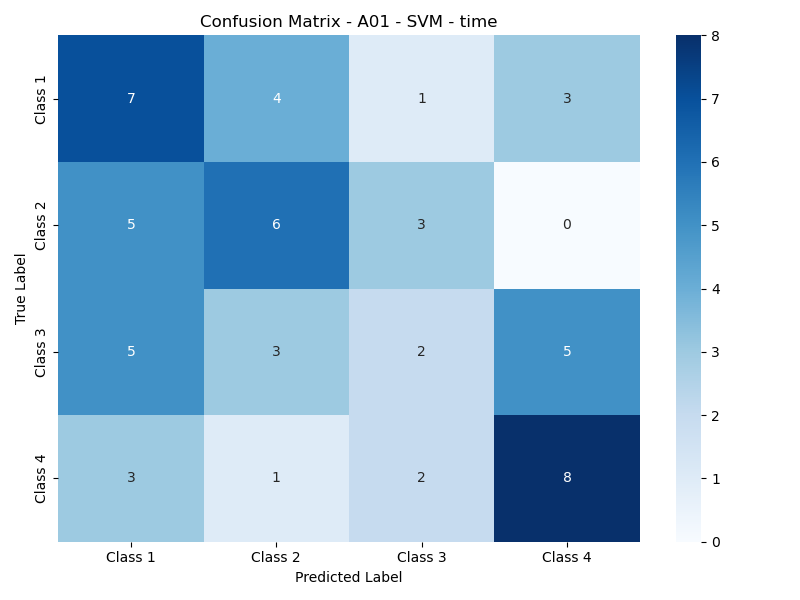 Confusion Matrix - A01 - SVM - time
True Label
Class 1
7 4 1 3
Class 2
5 6 3 0
Class 3
5 3 2 5
Class 4
3 1 2 8
Class 1 Class 2 Class 3 Class 4
Predicted Label
8
7
6
5
4
3
2
1
0